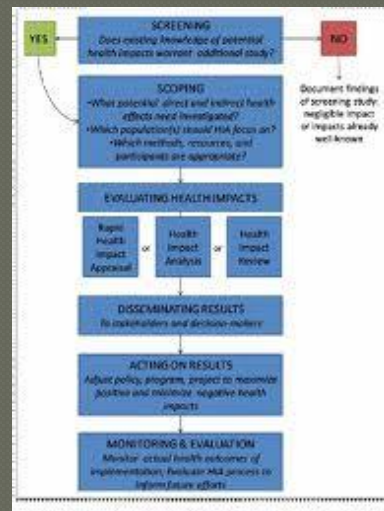 SCREENING
Does existing knowledge of potential
health impacts warrant additional study?
YES
NO
Document findings
of screening study:
negligible impact
or impacts already
well-known
SCOPING
•What potential direct and indirect health
effects need investigated?
•Which population(s) should HIA focus on?
•Which methods, resources, and
participants are appropriate?
EVALUATING HEALTH IMPACTS
Rapid
Health
Impact
Appraisal
or
Health
Impact
Analysis
or
Health
Impact
Review
DISSEMINATING RESULTS
To stakeholders and decision-makers
ACTING ON RESULTS
Adjust policy, program, project to maximize
positive and minimize negative health
impacts
MONITORING & EVALUATION
Monitor actual health outcomes of
implementation; Evaluate HIA process to
inform future efforts